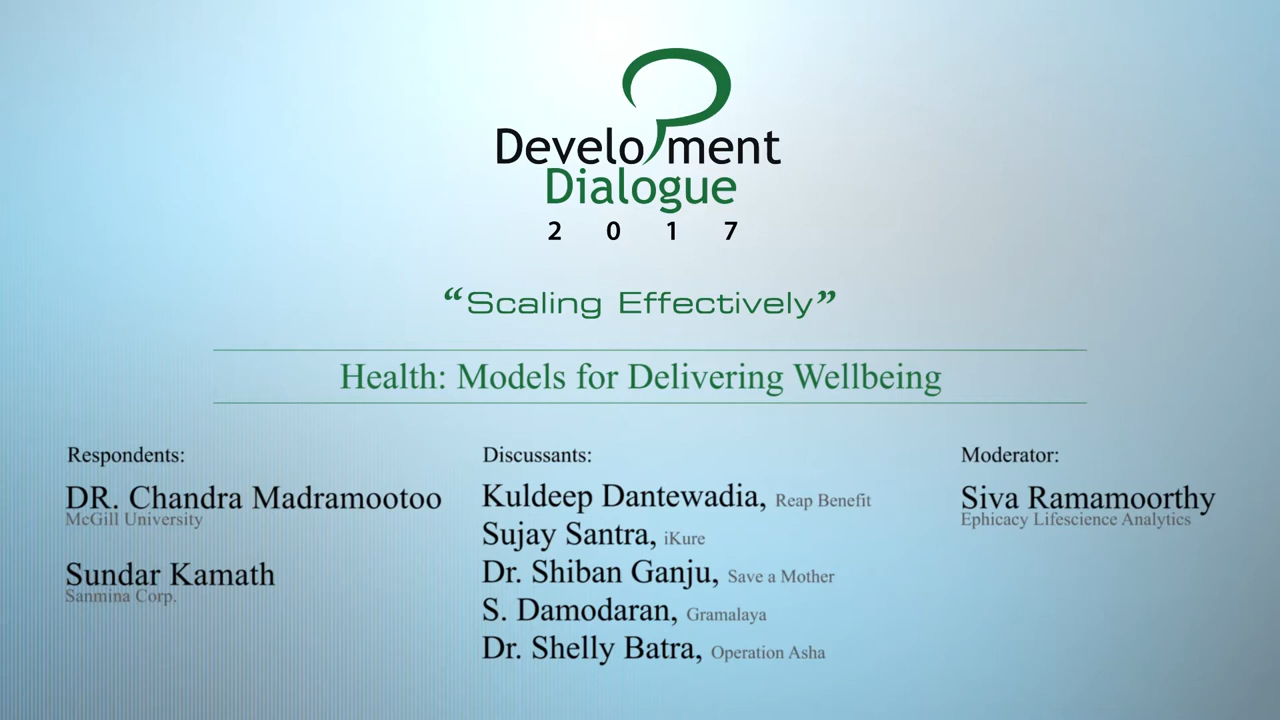 Development
Dialogue
2 0 1 7
“Scaling Effectively”
Health: Models for Delivering Wellbeing
Respondents:
DR. Chandra Madramootoo
McGill University
Sundar Kamath
Sanmina Corp.
Discussants:
Kuldeep Dantewadia, Reap Benefit
Sujay Santra, iKure
Dr. Shiban Ganju, Save a Mother
S. Damodaran, Gramalaya
Dr. Shelly Batra, Operation Asha
Moderator:
Siva Ramamoorthy
Ephicacy Lifescience Analytics